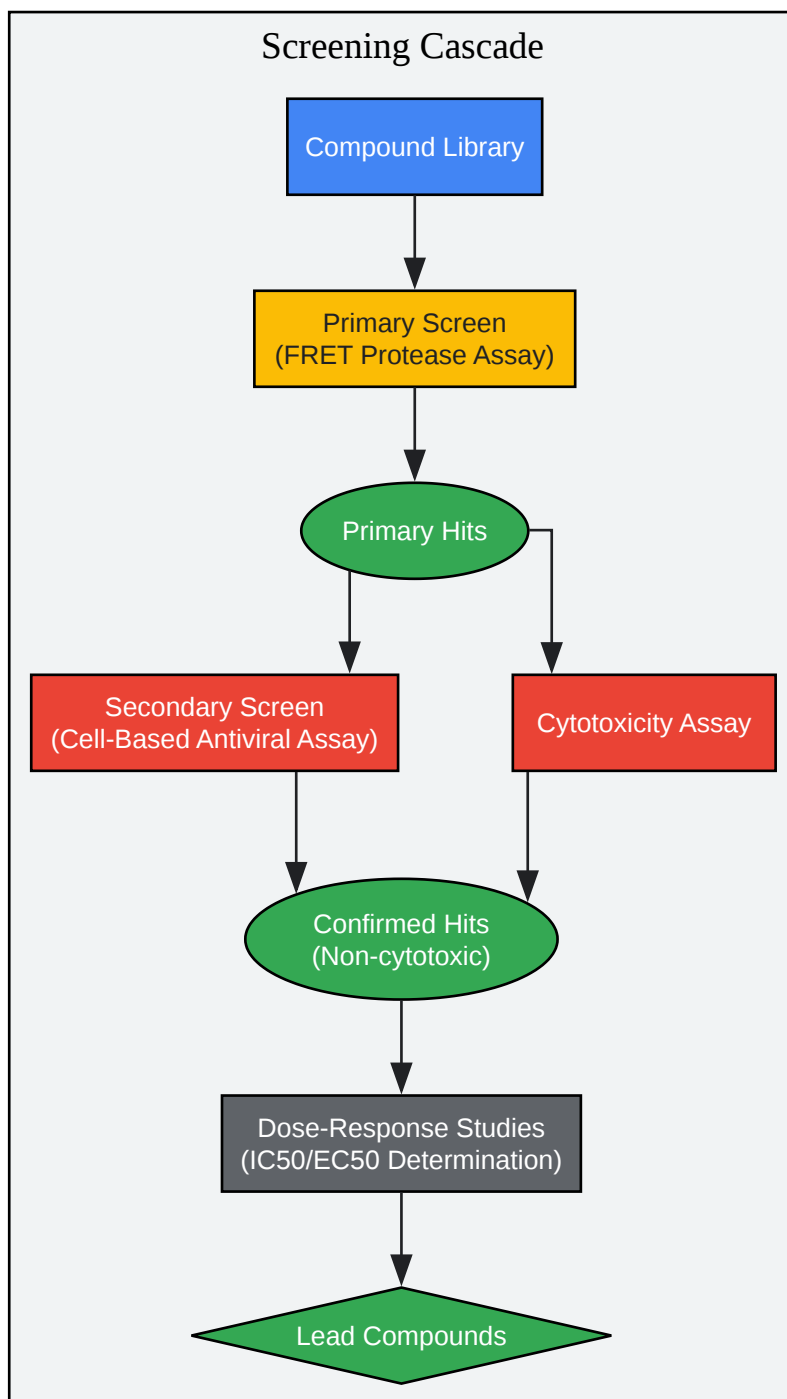 Screening Cascade
Compound Library
Primary Screen
(FRET Protease Assay)
Primary Hits
Secondary Screen
(Cell-Based Antiviral Assay)
Cytotoxicity Assay
Confirmed Hits
(Non-cytotoxic)
Dose-Response Studies
(IC50/EC50 Determination)
Lead Compounds